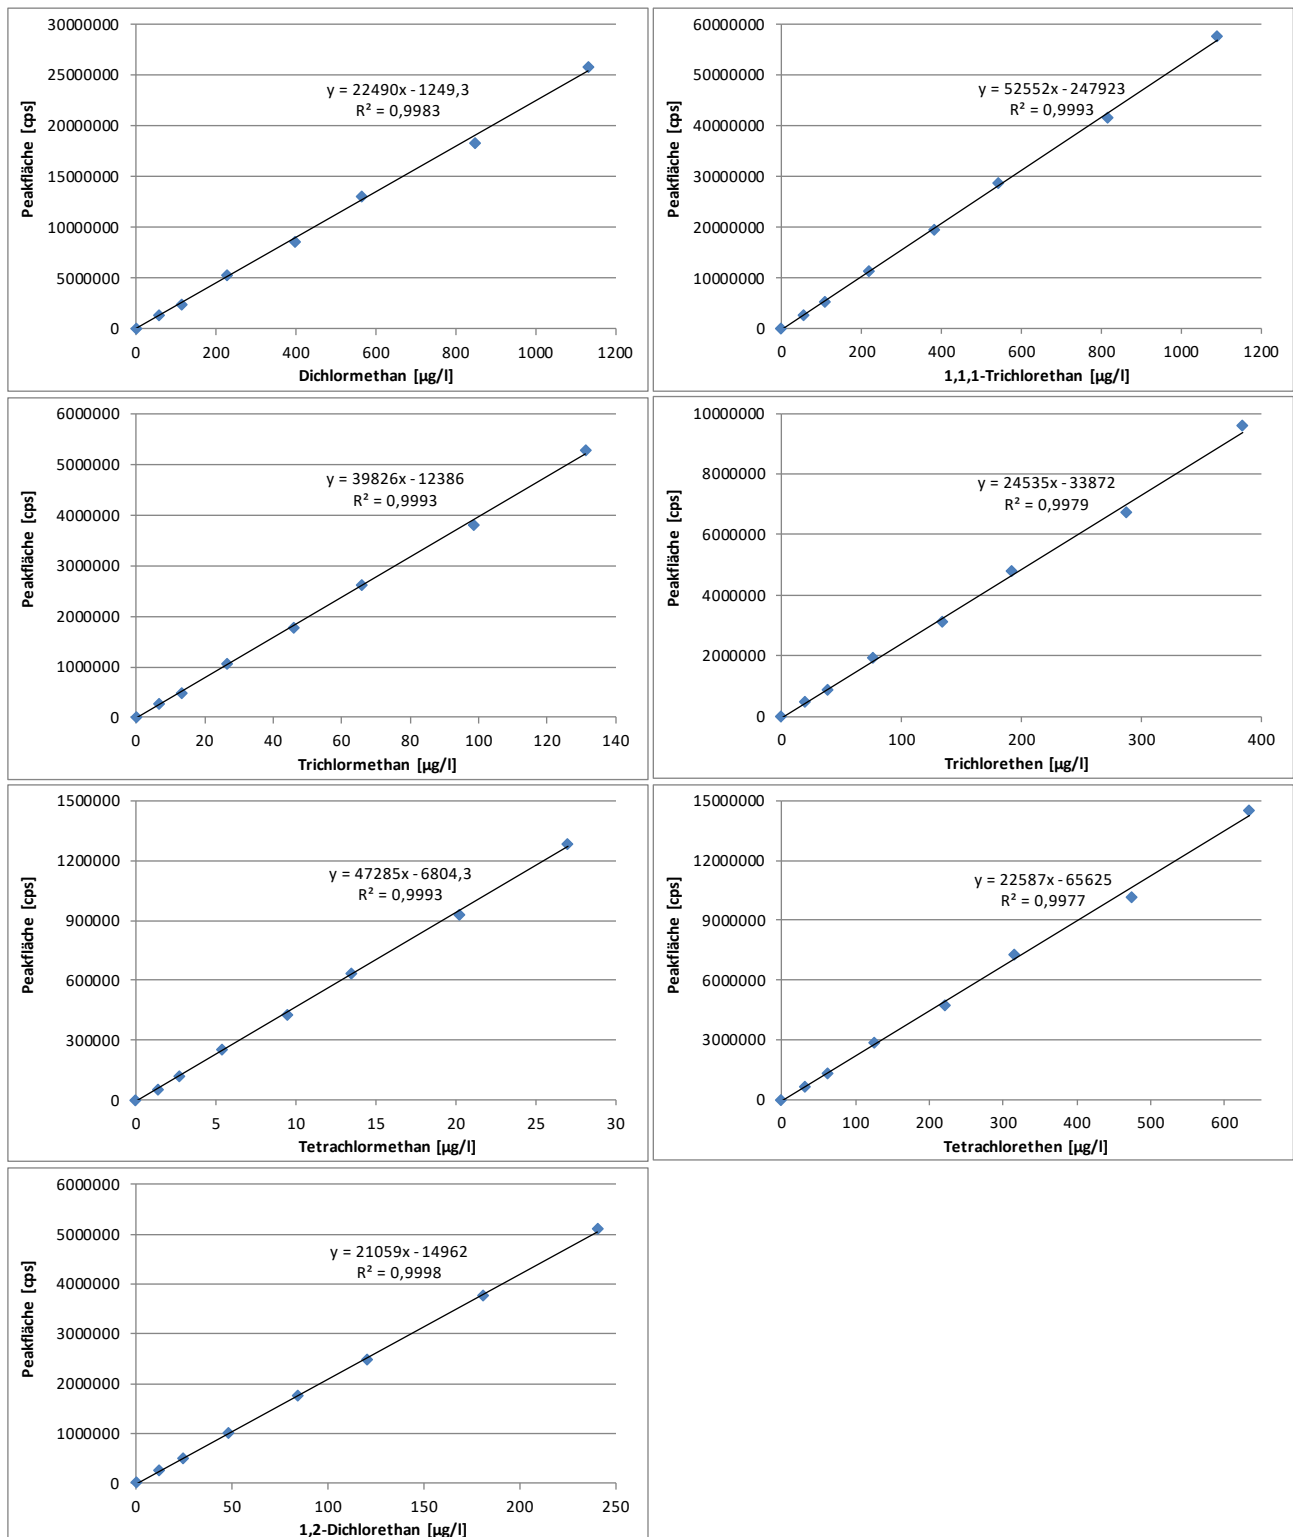 30000000
25000000
20000000
15000000
10000000
5000000
0
Peakfläche [cps]
y = 22490x - 1249,3
R² = 0,9983
0 200 400 600 800 1000 1200
Dichlormethan [µg/l]
60000000
50000000
40000000
30000000
20000000
10000000
0
Peakfläche [cps]
y = 52552x - 247923
R² = 0,9993
0 200 400 600 800 1000 1200
1,1,1-Trichlorethan [µg/l]
6000000
5000000
4000000
3000000
2000000
1000000
0
Peakfläche [cps]
y = 39826x - 12386
R² = 0,9993
0 20 40 60 80 100 120 140
Trichlormethan [µg/l]
10000000
8000000
6000000
4000000
2000000
0
Peakfläche [cps]
y = 24535x - 33872
R² = 0,9979
0 100 200 300 400
Trichlorethen [µg/l]
1500000
1200000
900000
600000
300000
0
Peakfläche [cps]
y = 47285x - 6804,3
R² = 0,9993
0 5 10 15 20 25 30
Tetrachlormethan [µg/l]
15000000
12000000
9000000
6000000
3000000
0
Peakfläche [cps]
y = 22587x - 65625
R² = 0,9977
0 100 200 300 400 500 600
Tetrachlorethen [µg/l]
6000000
5000000
4000000
3000000
2000000
1000000
0
Peakfläche [cps]
y = 21059x - 14962
R² = 0,9998
0 50 100 150 200 250
1,2-Dichlorethan [µg/l]